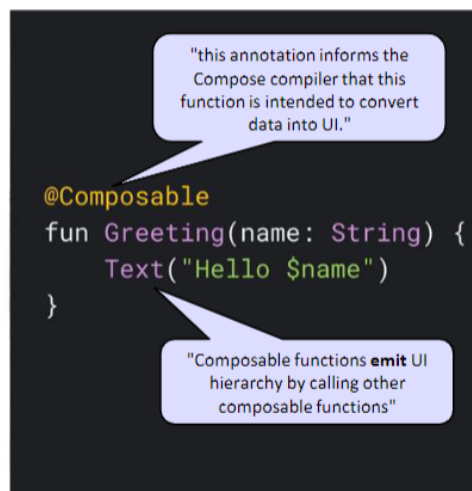 "this annotation informs the
Compose compiler that this
function is intended to convert
data into UI."
@Composable
fun Greeting(name: String) {
    Text("Hello $name")
}
"Composable functions emit UI
hierarchy by calling other
composable functions"